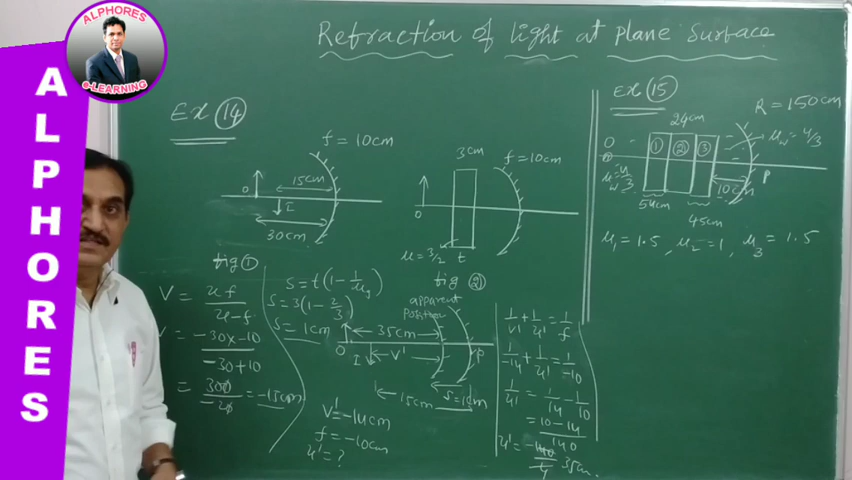 ALPHORES
e-LEARNING
ALPHORES
Refraction of light at plane surface
Ex 14
f = 10cm
O
15cm
I
30cm
fig 1
3cm
f = 10cm
O
μ = 3/2
t
fig 2
V = uf / u-f
= -30x-10 / -30+10
= 300 / -20 = -15cm
S = t(1 - 1/μg)
S = 3(1 - 2/3)
S = 1cm
apparent
position
35cm
O
I
V'
P
15cm
S=1cm
V' = -14cm
f = -10cm
u' = ?
1/v' + 1/u' = 1/f
1/-14 + 1/u' = 1/-10
1/u' = 1/14 - 1/10
= 10-14 / 140
u' = -140/4 35cm.
Ex 15
R = 150cm
24cm
O
1 2 3
μw = 4/3
μw = 4/3
P
10cm
54cm
45cm
μ1 = 1.5, μ2 = 1, μ3 = 1.5